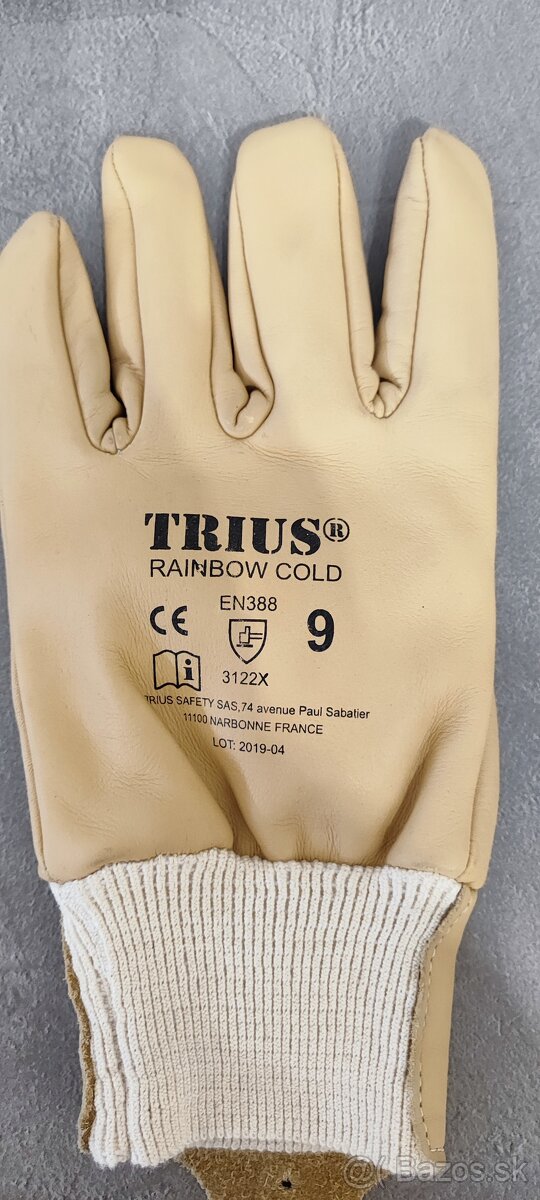 TRIUS®
RAINBOW COLD
EN388
CE
9
i
3122X
TRIUS SAFETY SAS,74 avenue Paul Sabatier
11100 NARBONNE FRANCE
LOT: 2019-04
Bazos.sk